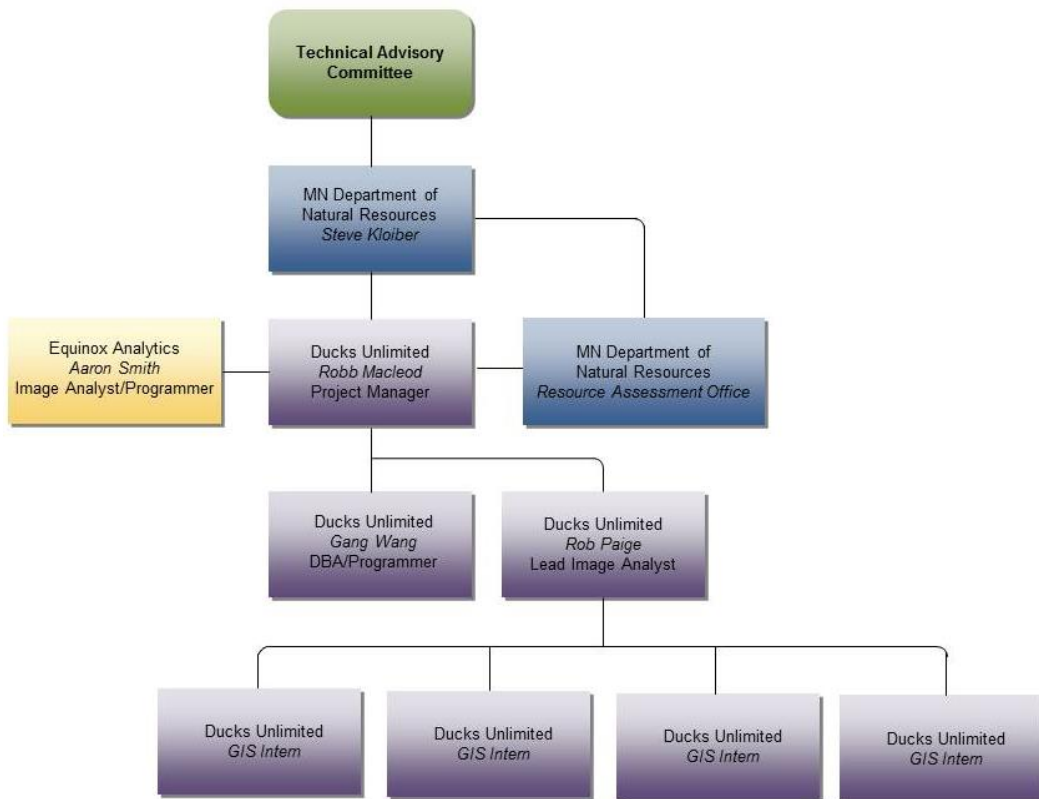 Technical Advisory
Committee
MN Department of
Natural Resources
Steve Kloiber
Equinox Analytics
Aaron Smith
Image Analyst/Programmer
Ducks Unlimited
Robb Macleod
Project Manager
MN Department of
Natural Resources
Resource Assessment Office
Ducks Unlimited
Gang Wang
DBA/Programmer
Ducks Unlimited
Rob Paige
Lead Image Analyst
Ducks Unlimited
GIS Intern
Ducks Unlimited
GIS Intern
Ducks Unlimited
GIS Intern
Ducks Unlimited
GIS Intern